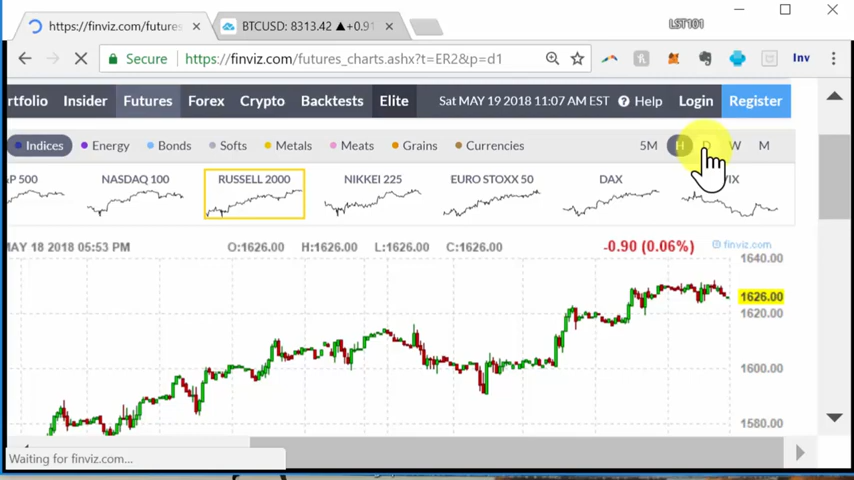 LST101
https://finviz.com/futures
BTCUSD: 8313.42 ▲+0.91
Secure
https://finviz.com/futures_charts.ashx?t=ER2&p=d1
Inv
rtfolio Insider Futures Forex Crypto Backtests Elite Sat MAY 19 2018 11:07 AM EST ? Help Login Register
Indices Energy Bonds Softs Metals Meats Grains Currencies 5M H D W M
P 500 NASDAQ 100 RUSSELL 2000 NIKKEI 225 EURO STOXX 50 DAX VIX
MAY 18 2018 05:53 PM O:1626.00 H:1626.00 L:1626.00 C:1626.00 -0.90 (0.06%) finviz.com
1640.00
1626.00
1620.00
1600.00
1580.00
Waiting for finviz.com...